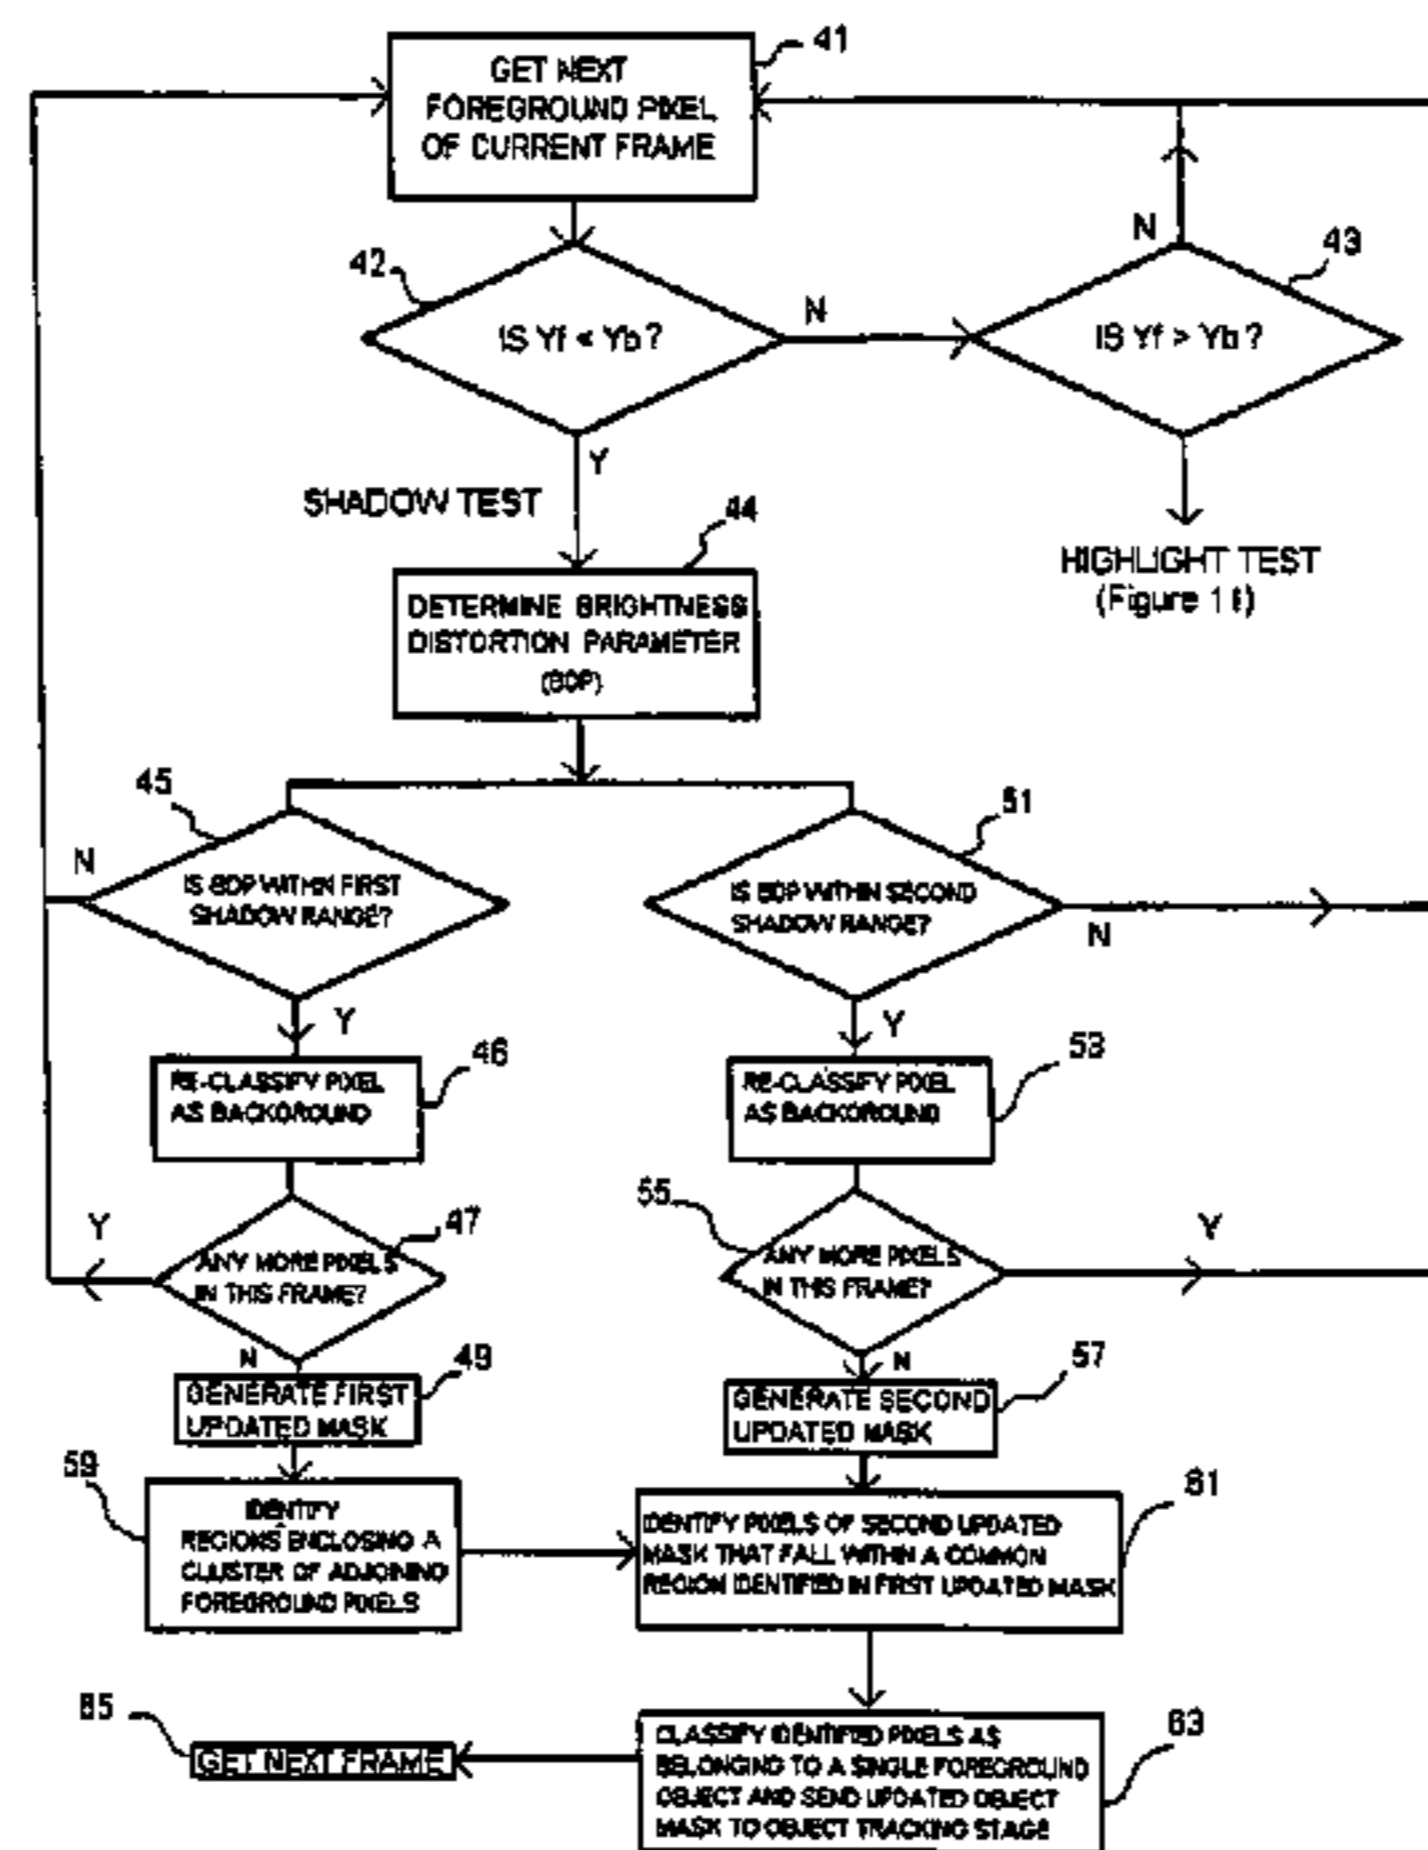 41
GET NEXT
FOREGROUND PIXEL
OF CURRENT FRAME
42
IS Yf < Yb?
N
N
43
IS Yf > Yb?
Y
SHADOW TEST
44
HIGHLIGHT TEST
(Figure 11)
DETERMINE BRIGHTNESS
DISTORTION PARAMETER
(BDP)
45
N
IS BDP WITHIN FIRST
SHADOW RANGE?
51
IS BDP WITHIN SECOND
SHADOW RANGE?
N
Y
46
RE-CLASSIFY PIXEL
AS BACKGROUND
Y
53
RE-CLASSIFY PIXEL
AS BACKGROUND
Y
47
ANY MORE PIXELS
IN THIS FRAME?
55
ANY MORE PIXELS
IN THIS FRAME?
Y
N
49
GENERATE FIRST
UPDATED MASK
N
57
GENERATE SECOND
UPDATED MASK
59
IDENTIFY
REGIONS ENCLOSING A
CLUSTER OF ADJOINING
FOREGROUND PIXELS
61
IDENTIFY PIXELS OF SECOND UPDATED
MASK THAT FALL WITHIN A COMMON
REGION IDENTIFIED IN FIRST UPDATED MASK
65
GET NEXT FRAME
63
CLASSIFY IDENTIFIED PIXELS AS
BELONGING TO A SINGLE FOREGROUND
OBJECT AND SEND UPDATED OBJECT
MASK TO OBJECT TRACKING STAGE